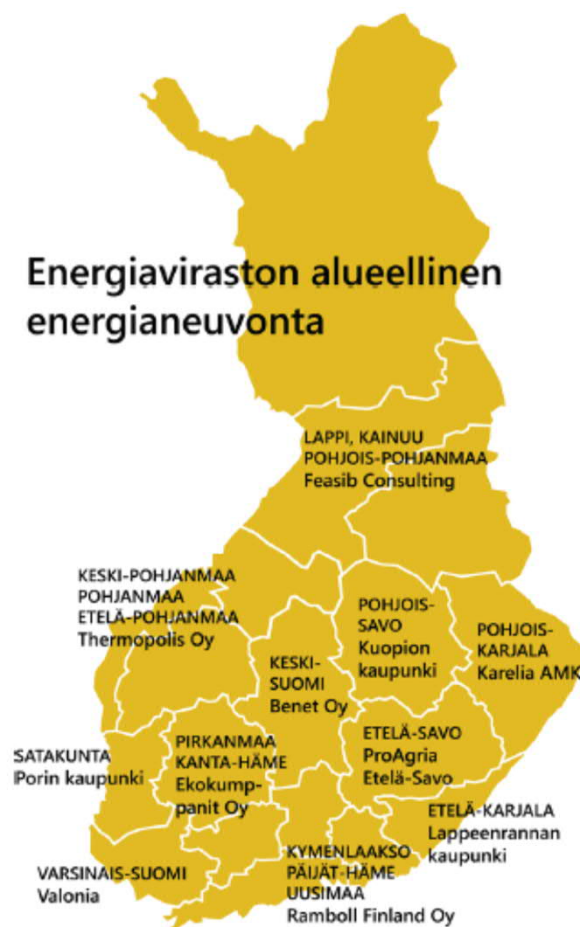 Energiaviraston alueellinen
energianeuvonta
LAPPI, KAINUU
POHJOIS-POHJANMAA
Feasib Consulting
KESKI-POHJANMAA
POHJANMAA
ETELÄ-POHJANMAA
Thermopolis Oy
POHJOIS-
SAVO
Kuopion
kaupunki
POHJOIS-
KARJALA
Karelia AMK
KESKI-
SUOMI
Benet Oy
SATAKUNTA
Porin kaupunki
PIRKANMAA
KANTA-HÄME
Ekokump-
panit Oy
ETELÄ-SAVO
ProAgria
Etelä-Savo
ETELÄ-KARJALA
Lappeenrannan
kaupunki
VARSINAIS-SUOMI
Valonia
KYMENLAAKSO
PÄIJÄT-HÄME
UUSIMAA
Ramboll Finland Oy